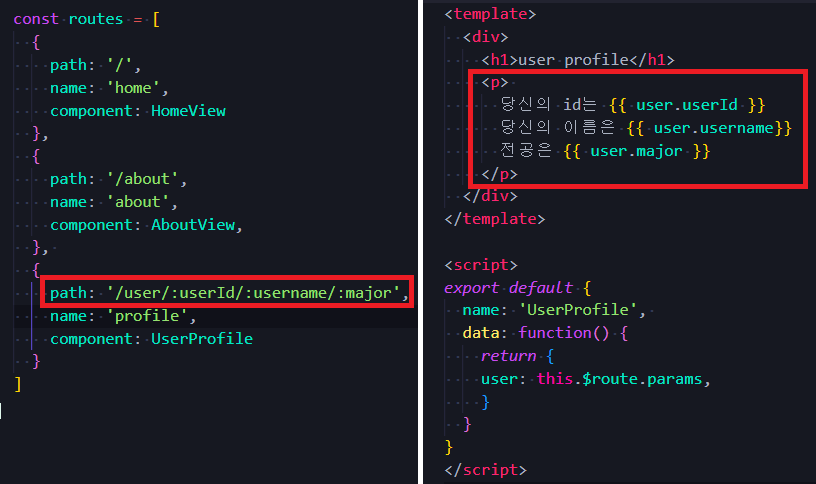 const routes = [
{
path: '/',
name: 'home',
component: HomeView
},
{
path: '/about',
name: 'about',
component: AboutView,
},
{
path: '/user/:userId/:username/:major',
name: 'profile',
component: UserProfile
}
]
<template>
<div>
<h1>user profile</h1>
<p>
당신의 id는 {{ user.userId }}
당신의 이름은 {{ user.username}}
전공은 {{ user.major }}
</p>
</div>
</template>
<script>
export default {
name: 'UserProfile',
data: function() {
return {
user: this.$route.params,
}
}
}
</script>